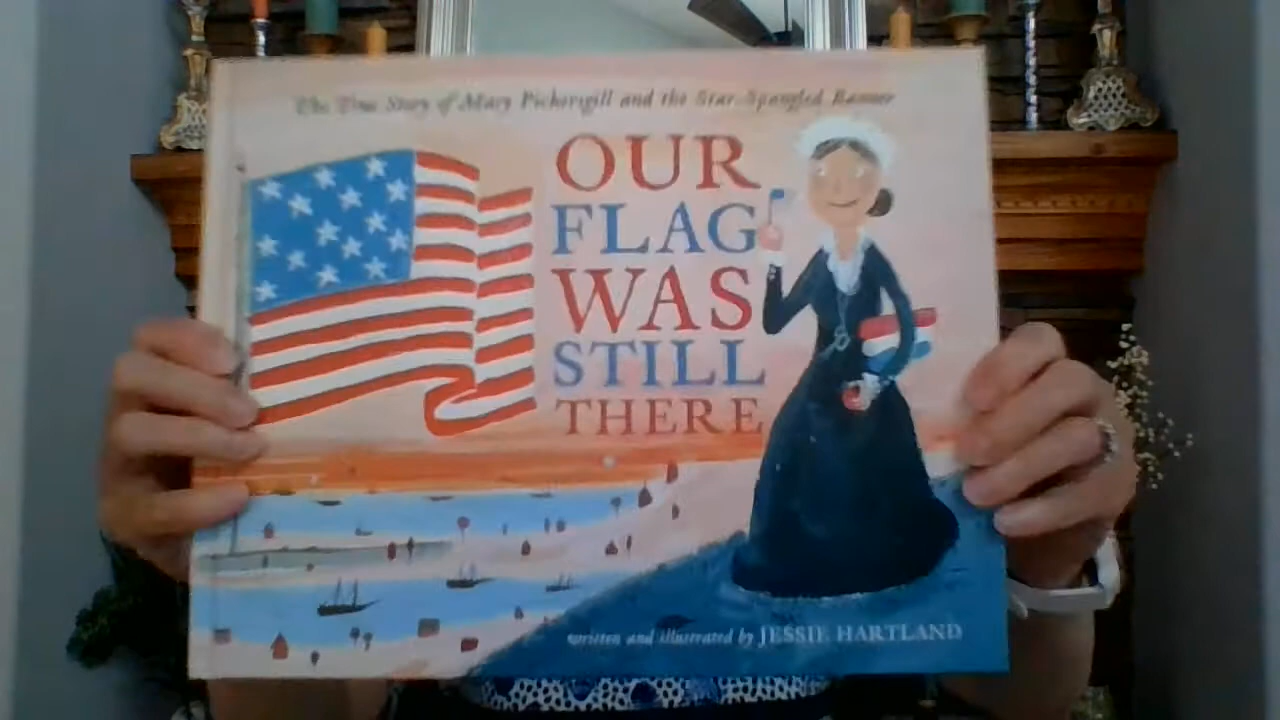 The True Story of Mary Pickersgill and the Star-Spangled Banner
OUR
FLAG
WAS
STILL
THERE
written and illustrated by JESSIE HARTLAND